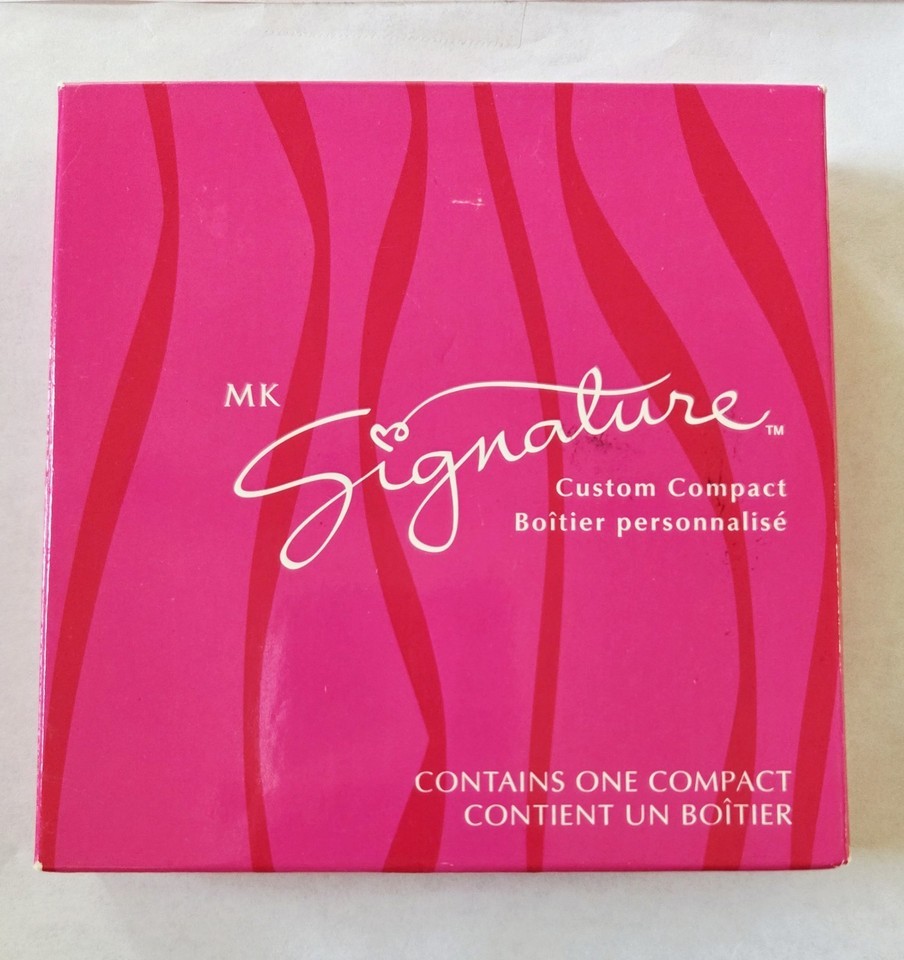 MK
Signature™
Custom Compact
Boîtier personnalisé
CONTAINS ONE COMPACT
CONTIENT UN BOÎTIER